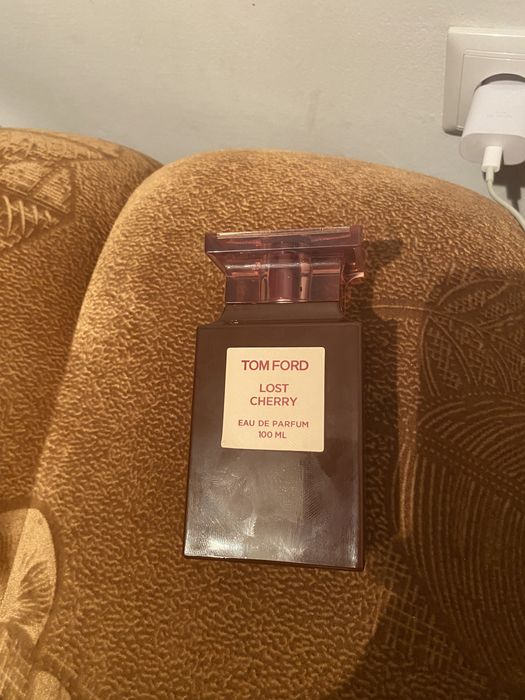 TOM FORD
LOST
CHERRY
EAU DE PARFUM
100 ML